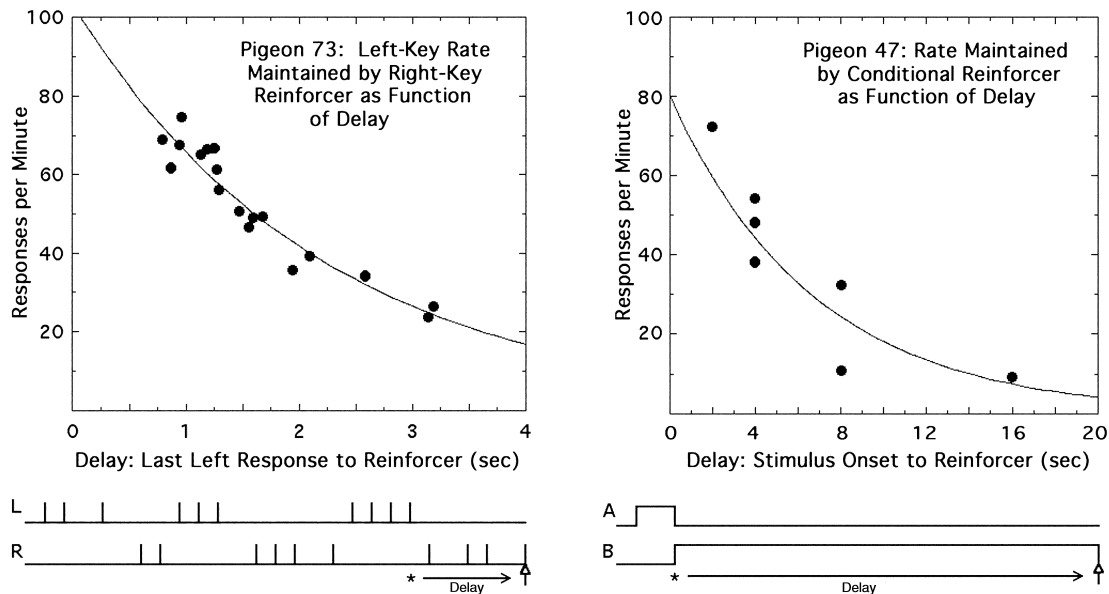 Pigeon 73: Left-Key Rate
Maintained by Right-Key
Reinforcer as Function
of Delay
Responses per Minute
100
80
60
40
20
0
1
2
3
4
Delay: Last Left Response to Reinforcer (sec)
L
R
*
Delay
Pigeon 47: Rate Maintained
by Conditional Reinforcer
as Function of Delay
Responses per Minute
100
80
60
40
20
0
4
8
12
16
20
Delay: Stimulus Onset to Reinforcer (sec)
A
B
*
Delay